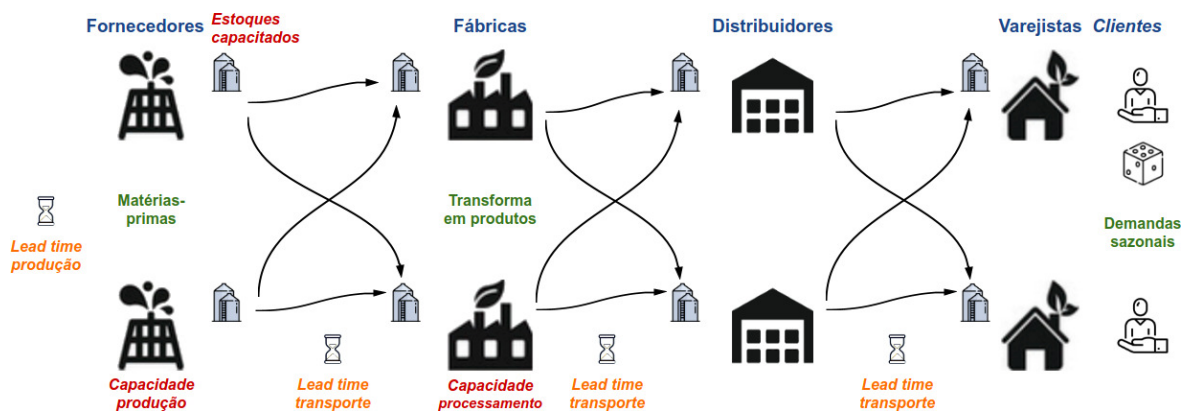 Fornecedores
Estoques
capacitados
Fábricas
Distribuidores
Varejistas
Clientes
Matérias-
primas
Transforma
em produtos
Lead time
produção
Demandas
sazonais
Capacidade
produção
Lead time
transporte
Capacidade
processamento
Lead time
transporte
Lead time
transporte